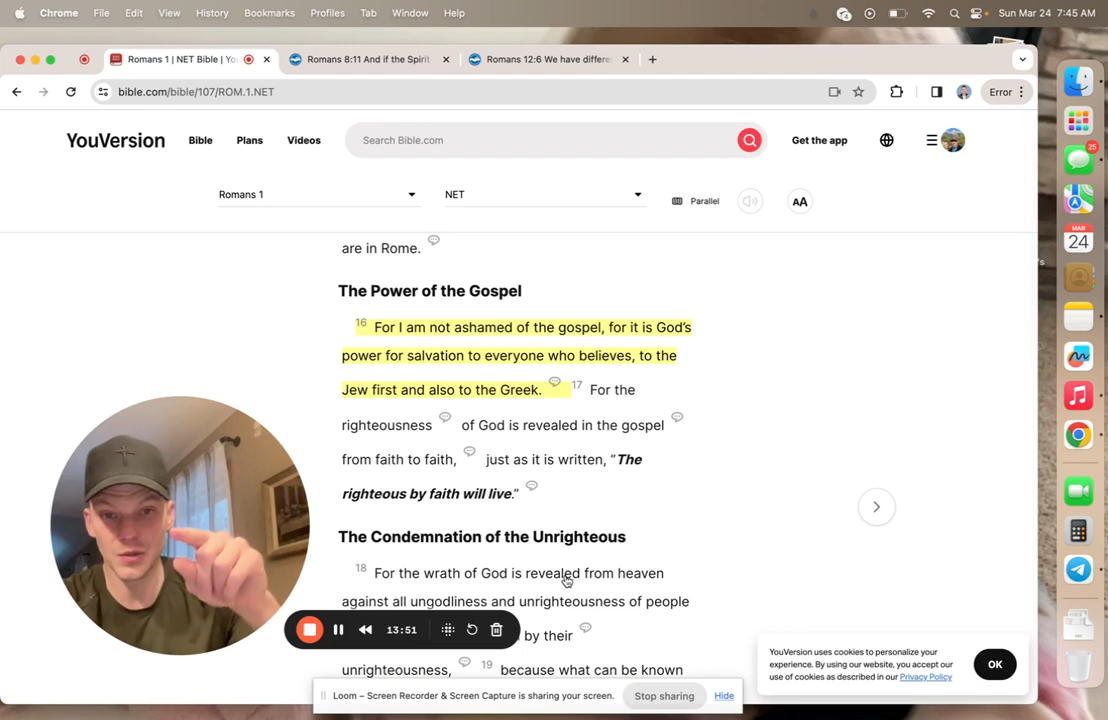 Chrome File Edit View History Bookmarks Profiles Tab Window Help Sun Mar 24 7:45 AM
Romans 1 | NET Bible | Yo Romans 8:11 And if the Spirit Romans 12:6 We have differe
bible.com/bible/107/ROM.1.NET Error
YouVersion Bible Plans Videos Search Bible.com Get the app
Romans 1 NET Parallel AA
are in Rome.
The Power of the Gospel
16 For I am not ashamed of the gospel, for it is God's
power for salvation to everyone who believes, to the
Jew first and also to the Greek. 17 For the
righteousness of God is revealed in the gospel
from faith to faith, just as it is written, “The
righteous by faith will live.”
The Condemnation of the Unrighteous
18 For the wrath of God is revealed from heaven
against all ungodliness and unrighteousness of people
by their
unrighteousness, 19 because what can be known
13:51
YouVersion uses cookies to personalize your
experience. By using our website, you accept our
use of cookies as described in our Privacy Policy
OK
Loom – Screen Recorder & Screen Capture is sharing your screen. Stop sharing Hide
25
MAR
24